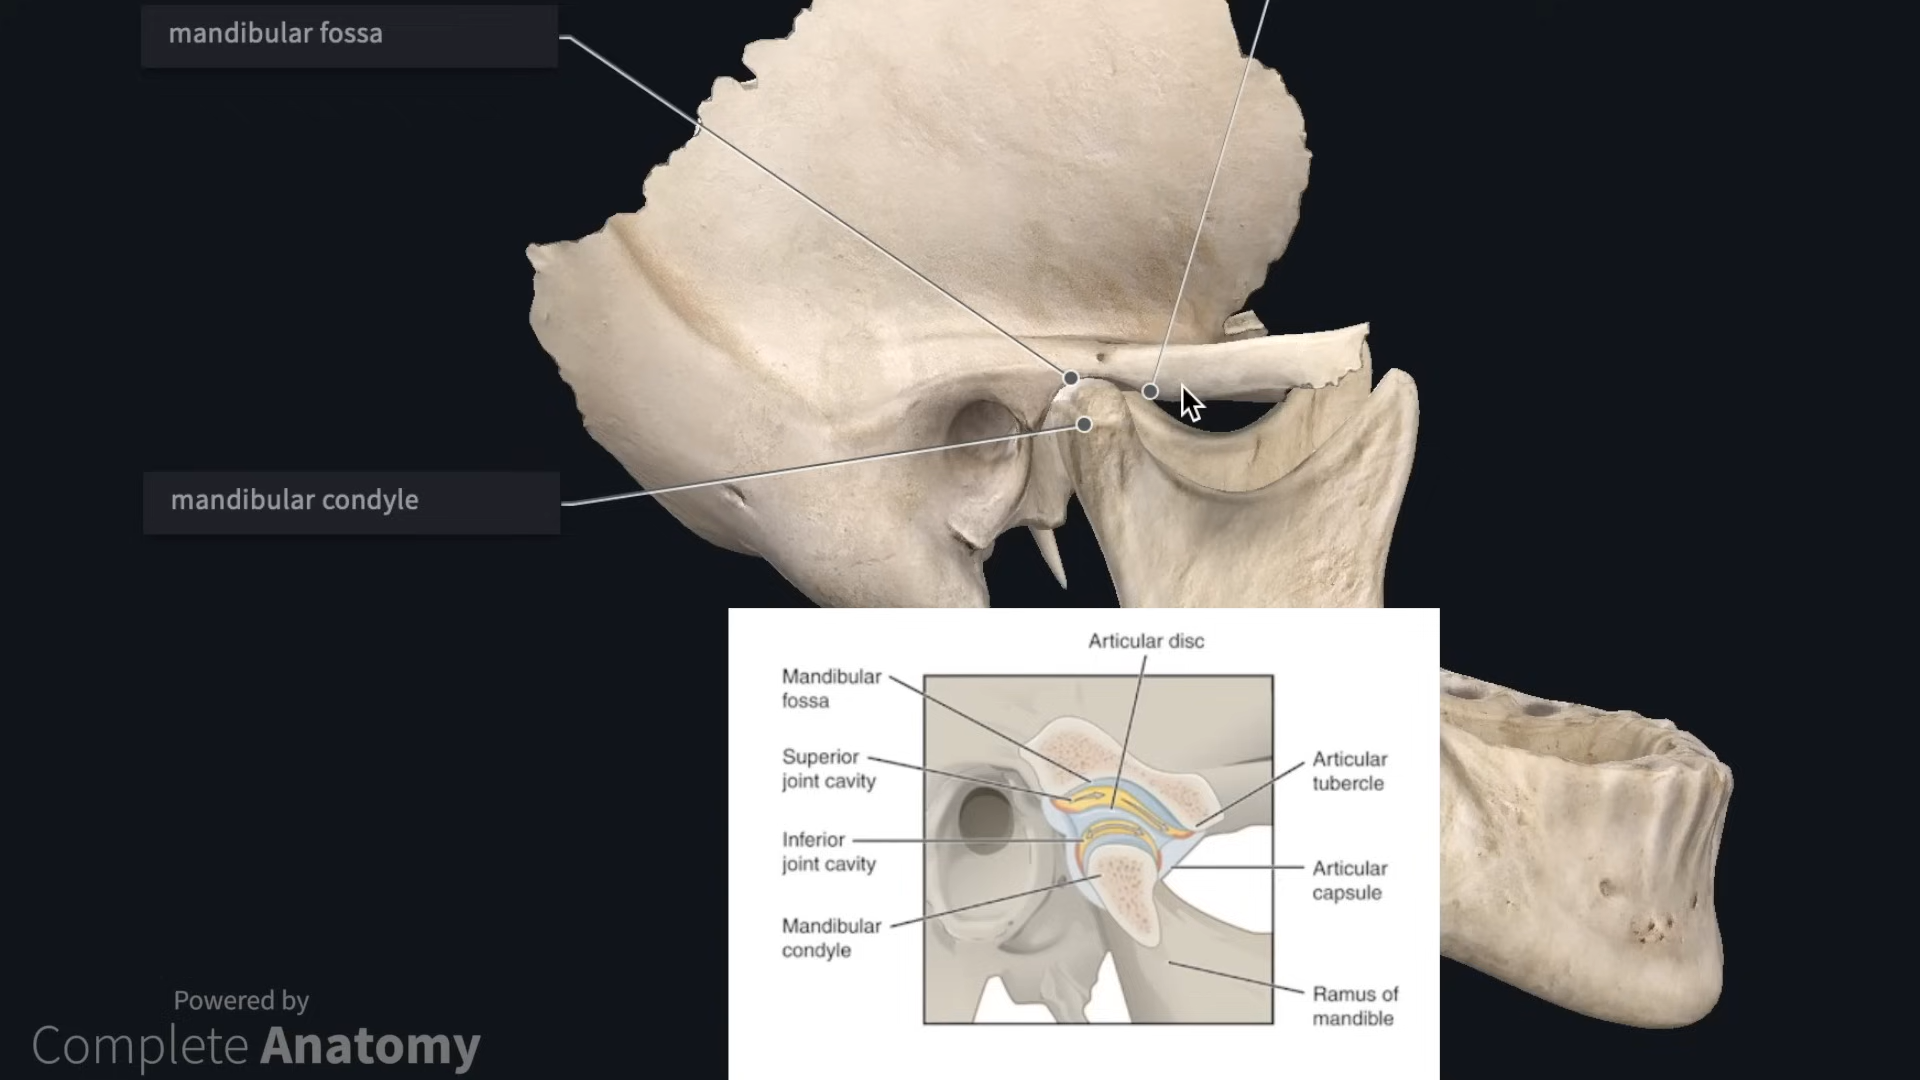 mandibular fossa
mandibular condyle
Articular disc
Mandibular
fossa
Superior
joint cavity
Articular
tubercle
Inferior
joint cavity
Articular
capsule
Mandibular
condyle
Ramus of
mandible
Powered by
Complete Anatomy